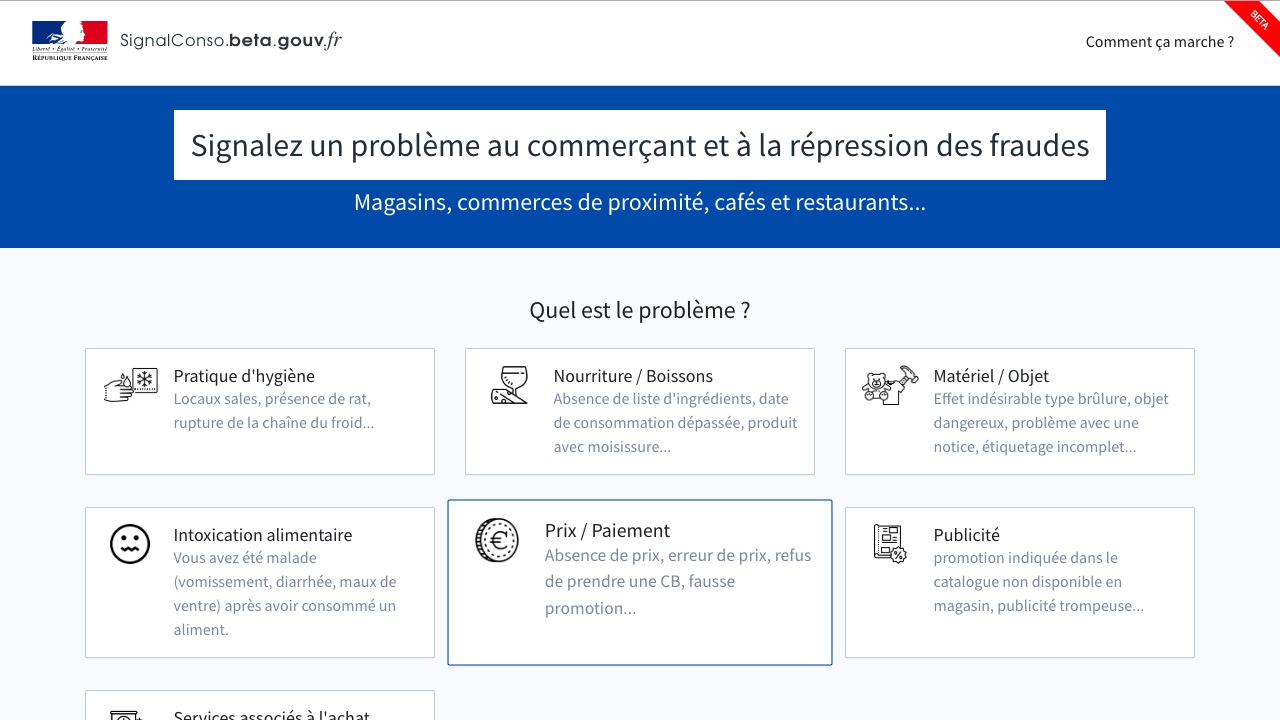 Liberté • Égalité • Fraternité
RÉPUBLIQUE FRANÇAISE
SignalConso.beta.gouv.fr
Comment ça marche ?
BETA
Signalez un problème au commerçant et à la répression des fraudes
Magasins, commerces de proximité, cafés et restaurants...
Quel est le problème ?
Pratique d'hygiène
Locaux sales, présence de rat,
rupture de la chaîne du froid...
Nourriture / Boissons
Absence de liste d'ingrédients, date
de consommation dépassée, produit
avec moisissure...
Matériel / Objet
Effet indésirable type brûlure, objet
dangereux, problème avec une
notice, étiquetage incomplet...
Intoxication alimentaire
Vous avez été malade
(vomissement, diarrhée, maux de
ventre) après avoir consommé un
aliment.
Prix / Paiement
Absence de prix, erreur de prix, refus
de prendre une CB, fausse
promotion...
Publicité
promotion indiquée dans le
catalogue non disponible en
magasin, publicité trompeuse...
Services associés à l'achat